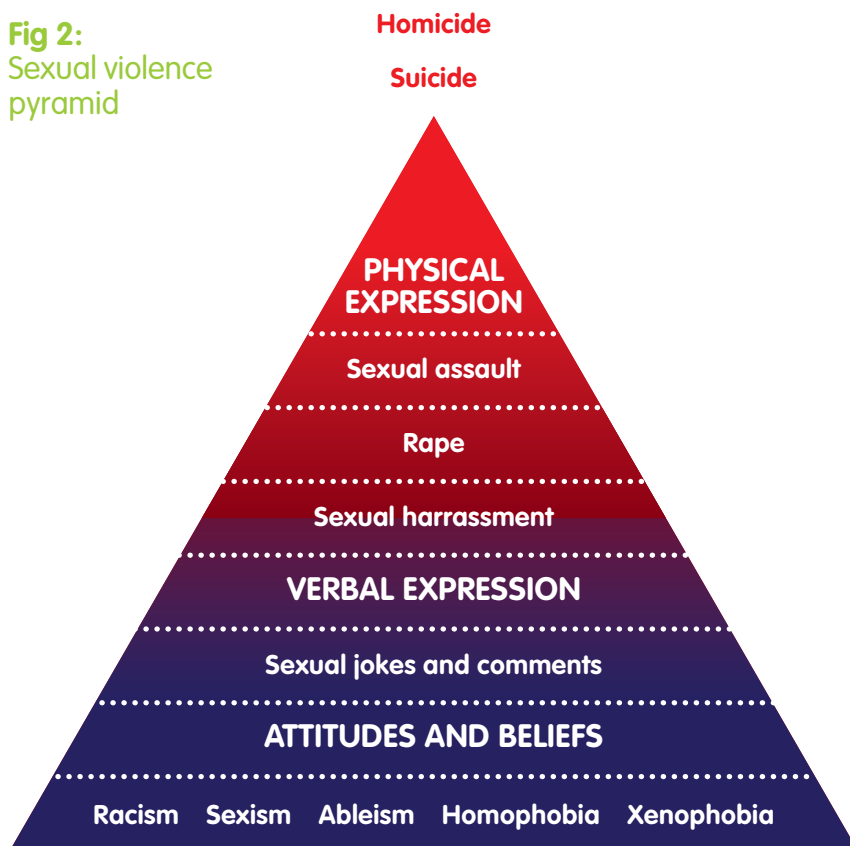 Fig 2:
Sexual violence
pyramid
Homicide
Suicide
PHYSICAL
EXPRESSION
Sexual assault
Rape
Sexual harrassment
VERBAL EXPRESSION
Sexual jokes and comments
ATTITUDES AND BELIEFS
Racism Sexism Ableism Homophobia Xenophobia